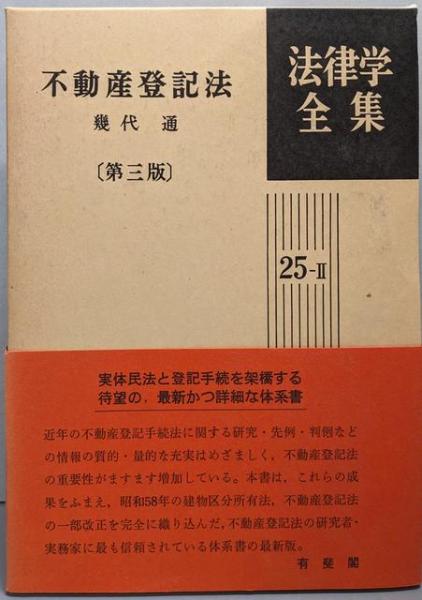 不動産登記法
幾代 通
〔第三版〕
法律学
全集
25-II
実体民法と登記手続を架橋する
待望の，最新かつ詳細な体系書
近年の不動産登記手続法に関する研究・先例・判例など
の情報の質的・量的な充実はめざましく，不動産登記法
の重要性がますます増加している。本書は，これらの成
果をふまえ，昭和58年の建物区分所有法，不動産登記法
の一部改正を完全に織り込んだ，不動産登記法の研究者・
実務家に最も信頼されている体系書の最新版。
有斐閣